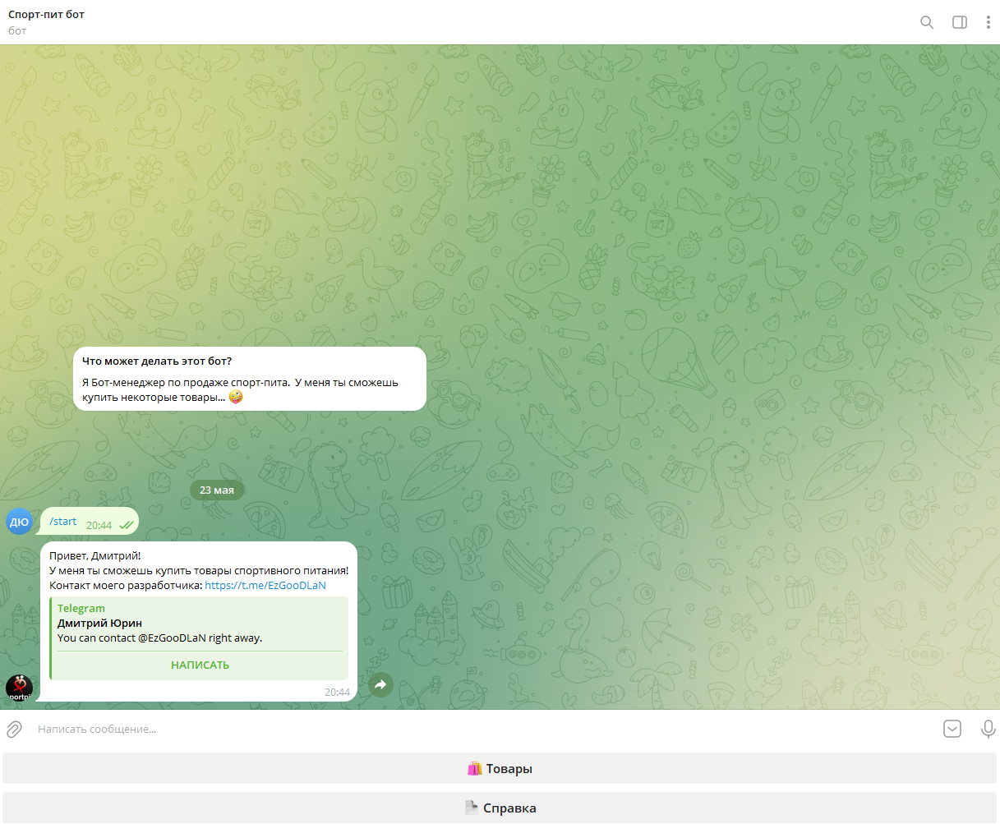 Спорт-пит бот
бот
Что может делать этот бот?
Я Бот-менеджер по продаже спорт-пита. У меня ты сможешь
купить некоторые товары... 🤪
23 мая
ДЮ
/start 20:44
Привет, Дмитрий!
У меня ты сможешь купить товары спортивного питания!
Контакт моего разработчика: https://t.me/EzGooDLaN
Telegram
Дмитрий Юрин
You can contact @EzGooDLaN right away.
НАПИСАТЬ
20:44
Написать сообщение...
🛍 Товары
Справка